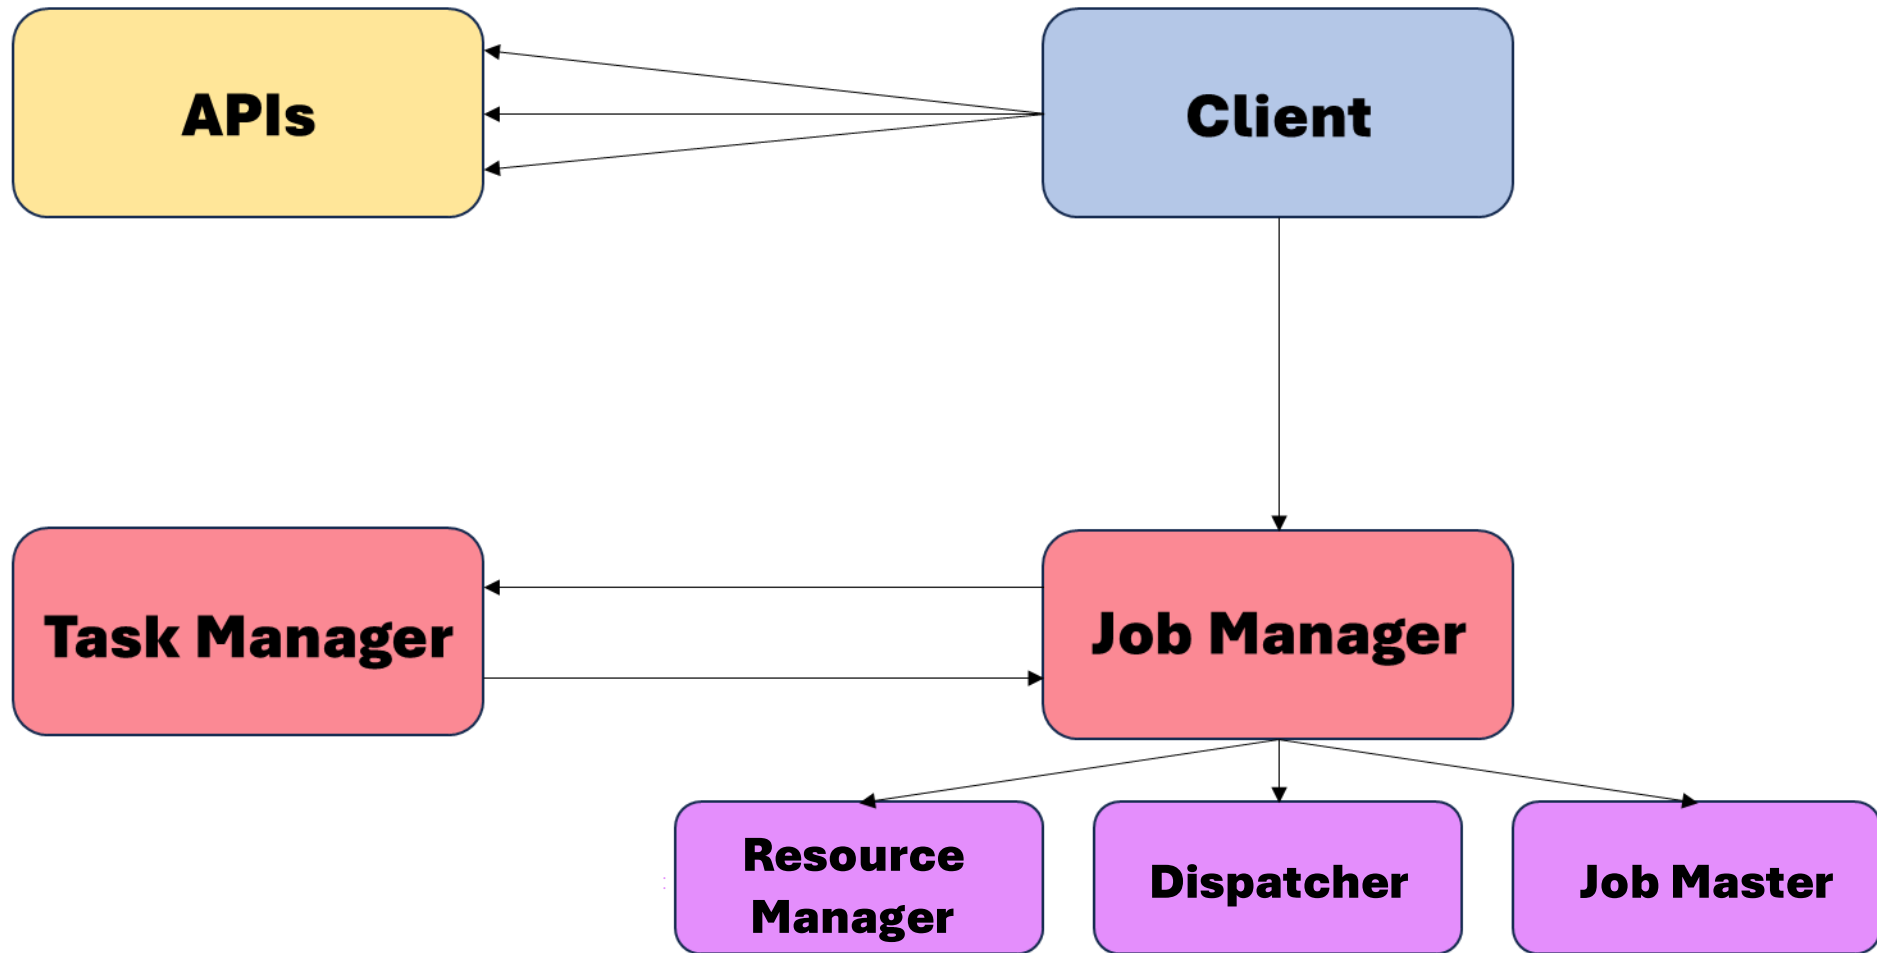 APIs
Client
Task Manager
Job Manager
Resource
Manager
Dispatcher
Job Master